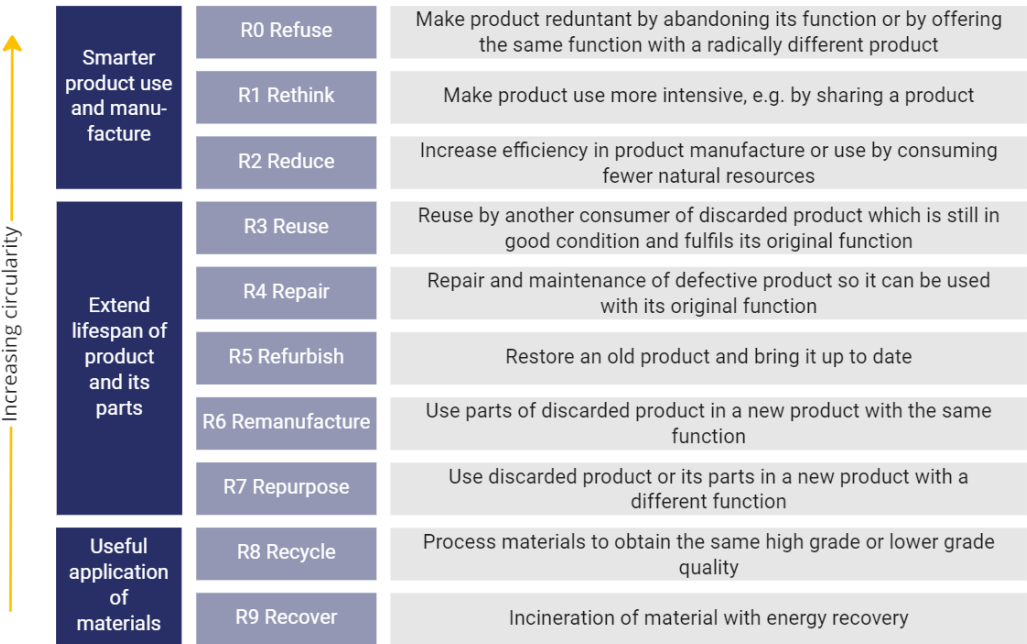 Increasing circularity
Smarter
product use
and manu-
facture
R0 Refuse
Make product reduntant by abandoning its function or by offering
the same function with a radically different product
R1 Rethink
Make product use more intensive, e.g. by sharing a product
R2 Reduce
Increase efficiency in product manufacture or use by consuming
fewer natural resources
Extend
lifespan of
product
and its
parts
R3 Reuse
Reuse by another consumer of discarded product which is still in
good condition and fulfils its original function
R4 Repair
Repair and maintenance of defective product so it can be used
with its original function
R5 Refurbish
Restore an old product and bring it up to date
R6 Remanufacture
Use parts of discarded product in a new product with the same
function
R7 Repurpose
Use discarded product or its parts in a new product with a
different function
Useful
application
of
materials
R8 Recycle
Process materials to obtain the same high grade or lower grade
quality
R9 Recover
Incineration of material with energy recovery